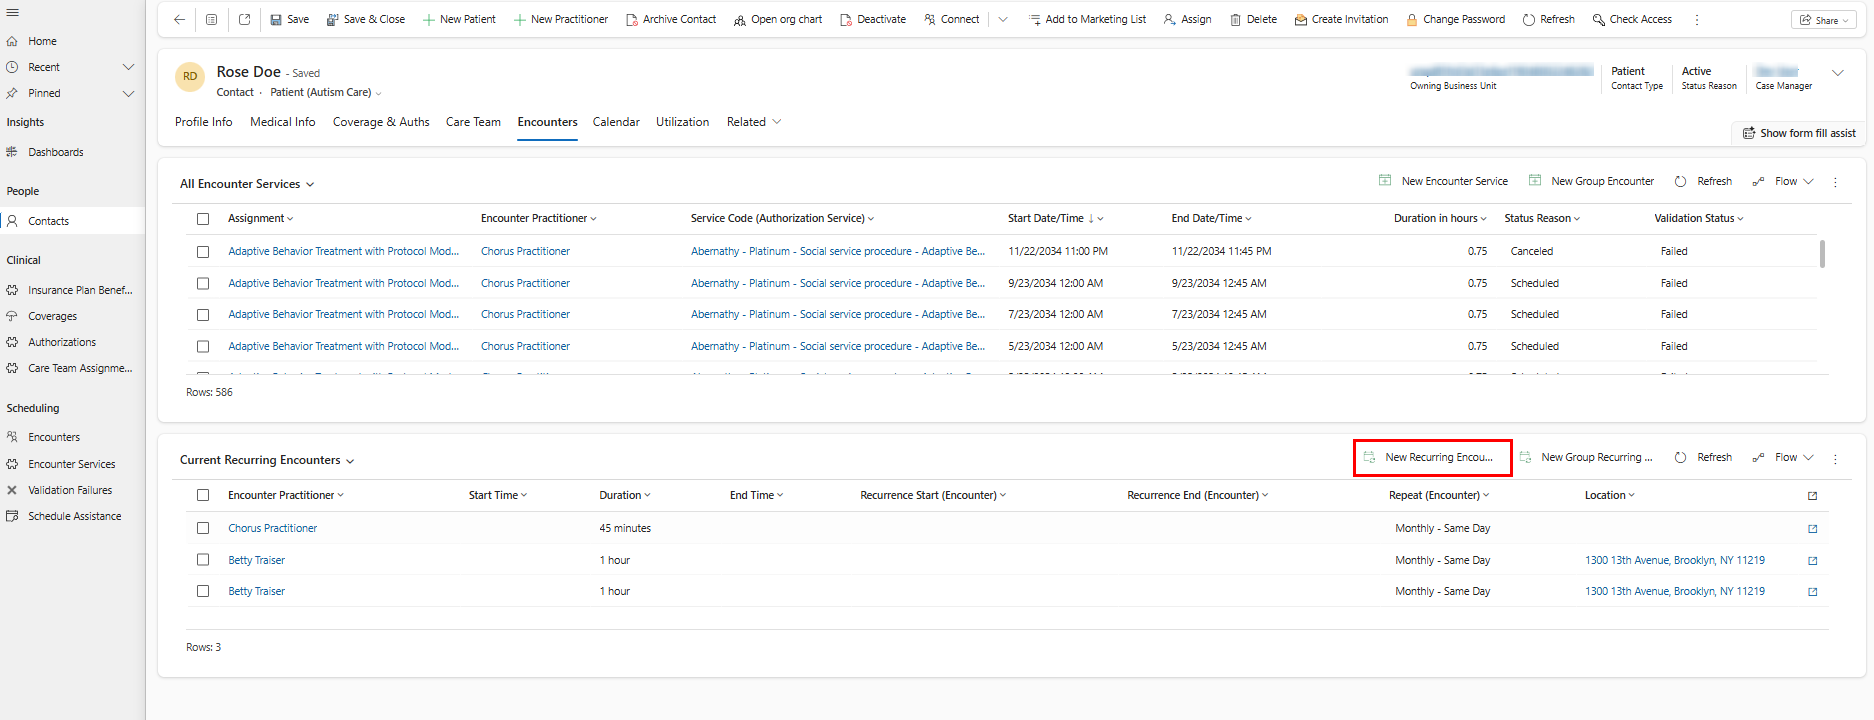 Save
Save & Close
New Patient
New Practitioner
Archive Contact
Open org chart
Deactivate
Connect
Add to Marketing List
Assign
Delete
Create Invitation
Change Password
Refresh
Check Access
Share
Home
Recent
Pinned
Insights
Dashboards
People
Contacts
Clinical
Insurance Plan Benef...
Coverages
Authorizations
Care Team Assignme...
Scheduling
Encounters
Encounter Services
Validation Failures
Schedule Assistance
RD
Rose Doe - Saved
Contact · Patient (Autism Care)
Owning Business Unit
Patient
Contact Type
Active
Status Reason
Case Manager
Profile Info Medical Info Coverage & Auths Care Team Encounters Calendar Utilization Related
Show form fill assist
All Encounter Services
New Encounter Service New Group Encounter Refresh Flow
Assignment Encounter Practitioner Service Code (Authorization Service) Start Date/Time ↓ End Date/Time Duration in hours Status Reason Validation Status
Adaptive Behavior Treatment with Protocol Mod... Chorus Practitioner Abernathy - Platinum - Social service procedure - Adaptive Be... 11/22/2034 11:00 PM 11/22/2034 11:45 PM 0.75 Canceled Failed
Adaptive Behavior Treatment with Protocol Mod... Chorus Practitioner Abernathy - Platinum - Social service procedure - Adaptive Be... 9/23/2034 12:00 AM 9/23/2034 12:45 AM 0.75 Scheduled Failed
Adaptive Behavior Treatment with Protocol Mod... Chorus Practitioner Abernathy - Platinum - Social service procedure - Adaptive Be... 7/23/2034 12:00 AM 7/23/2034 12:45 AM 0.75 Scheduled Failed
Adaptive Behavior Treatment with Protocol Mod... Chorus Practitioner Abernathy - Platinum - Social service procedure - Adaptive Be... 5/23/2034 12:00 AM 5/23/2034 12:45 AM 0.75 Scheduled Failed
Rows: 586
Current Recurring Encounters
New Recurring Encou... New Group Recurring ... Refresh Flow
Encounter Practitioner Start Time Duration End Time Recurrence Start (Encounter) Recurrence End (Encounter) Repeat (Encounter) Location
Chorus Practitioner 45 minutes Monthly - Same Day
Betty Traiser 1 hour Monthly - Same Day 1300 13th Avenue, Brooklyn, NY 11219
Betty Traiser 1 hour Monthly - Same Day 1300 13th Avenue, Brooklyn, NY 11219
Rows: 3